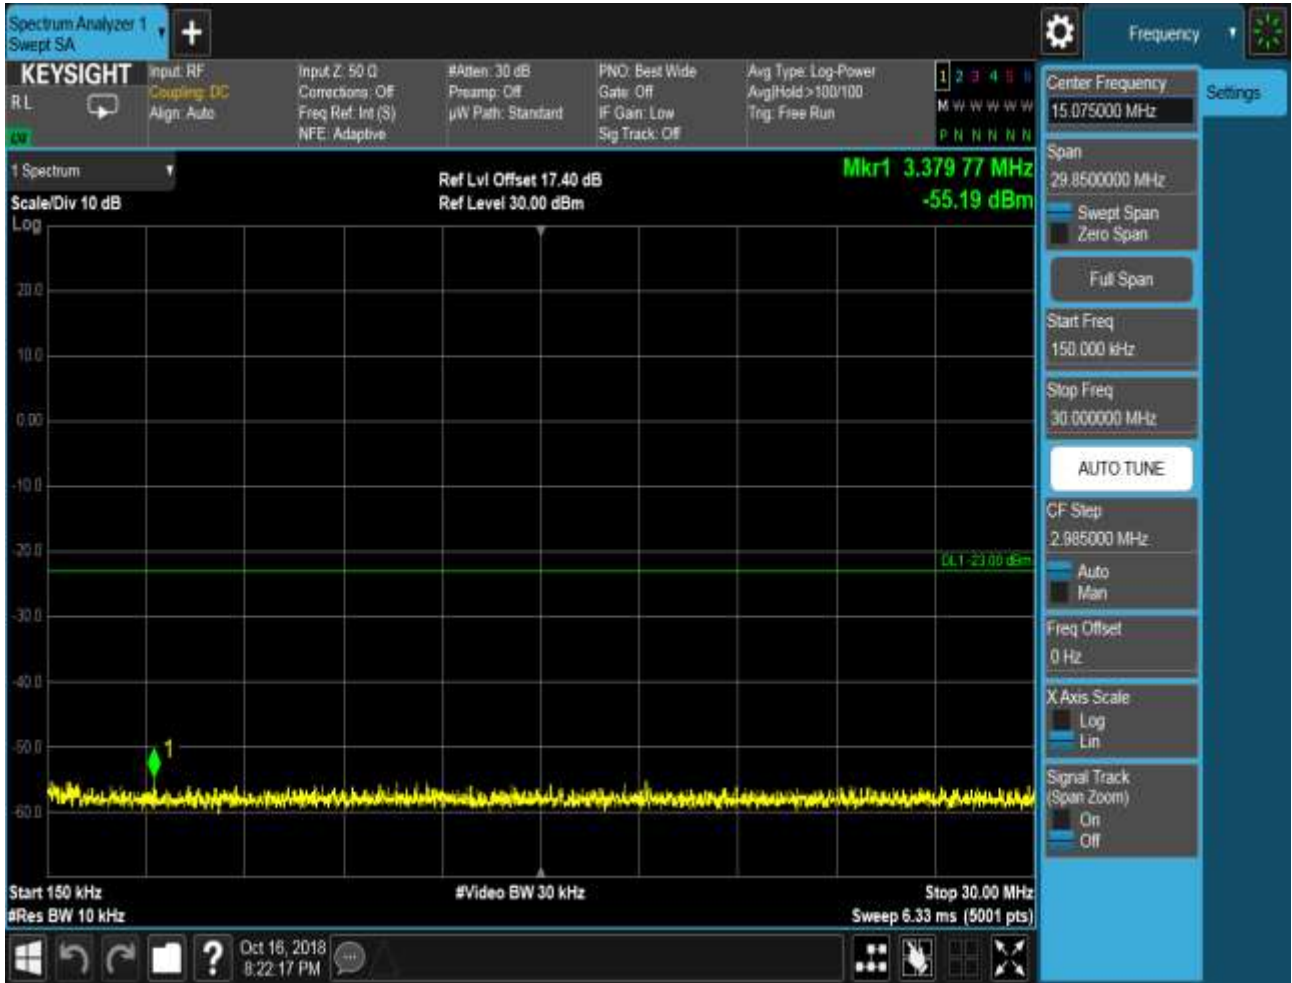 Spectrum Analyzer 1
Swept SA
+
Frequency
KEYSIGHT
RL
Input: RF
Coupling: DC
Align: Auto
Input Z: 50 Ω
Corrections: Off
Freq Ref: Int (S)
NFE: Adaptive
#Atten: 30 dB
Preamp: Off
µW Path: Standard
PNO: Best Wide
Gate: Off
IF Gain: Low
Sig Track: Off
Avg Type: Log-Power
Avg|Hold:>100/100
Trig: Free Run
1 2 3 4 5 6
M W W W W W
P N N N N N
1 Spectrum
Scale/Div 10 dB
Log
Ref Lvl Offset 17.40 dB
Ref Level 30.00 dBm
Mkr1 3.379 77 MHz
-55.19 dBm
20.0
10.0
0.00
-10.0
-20.0
DL1 -23.00 dBm
-30.0
-40.0
-50.0
1
-60.0
Start 150 kHz
#Res BW 10 kHz
#Video BW 30 kHz
Stop 30.00 MHz
Sweep 6.33 ms (5001 pts)
Center Frequency
15.075000 MHz
Settings
Span
29.8500000 MHz
Swept Span
Zero Span
Full Span
Start Freq
150.000 kHz
Stop Freq
30.000000 MHz
AUTO TUNE
CF Step
2.985000 MHz
Auto
Man
Freq Offset
0 Hz
X Axis Scale
Log
Lin
Signal Track
(Span Zoom)
On
Off
?
Oct 16, 2018
8:22:17 PM